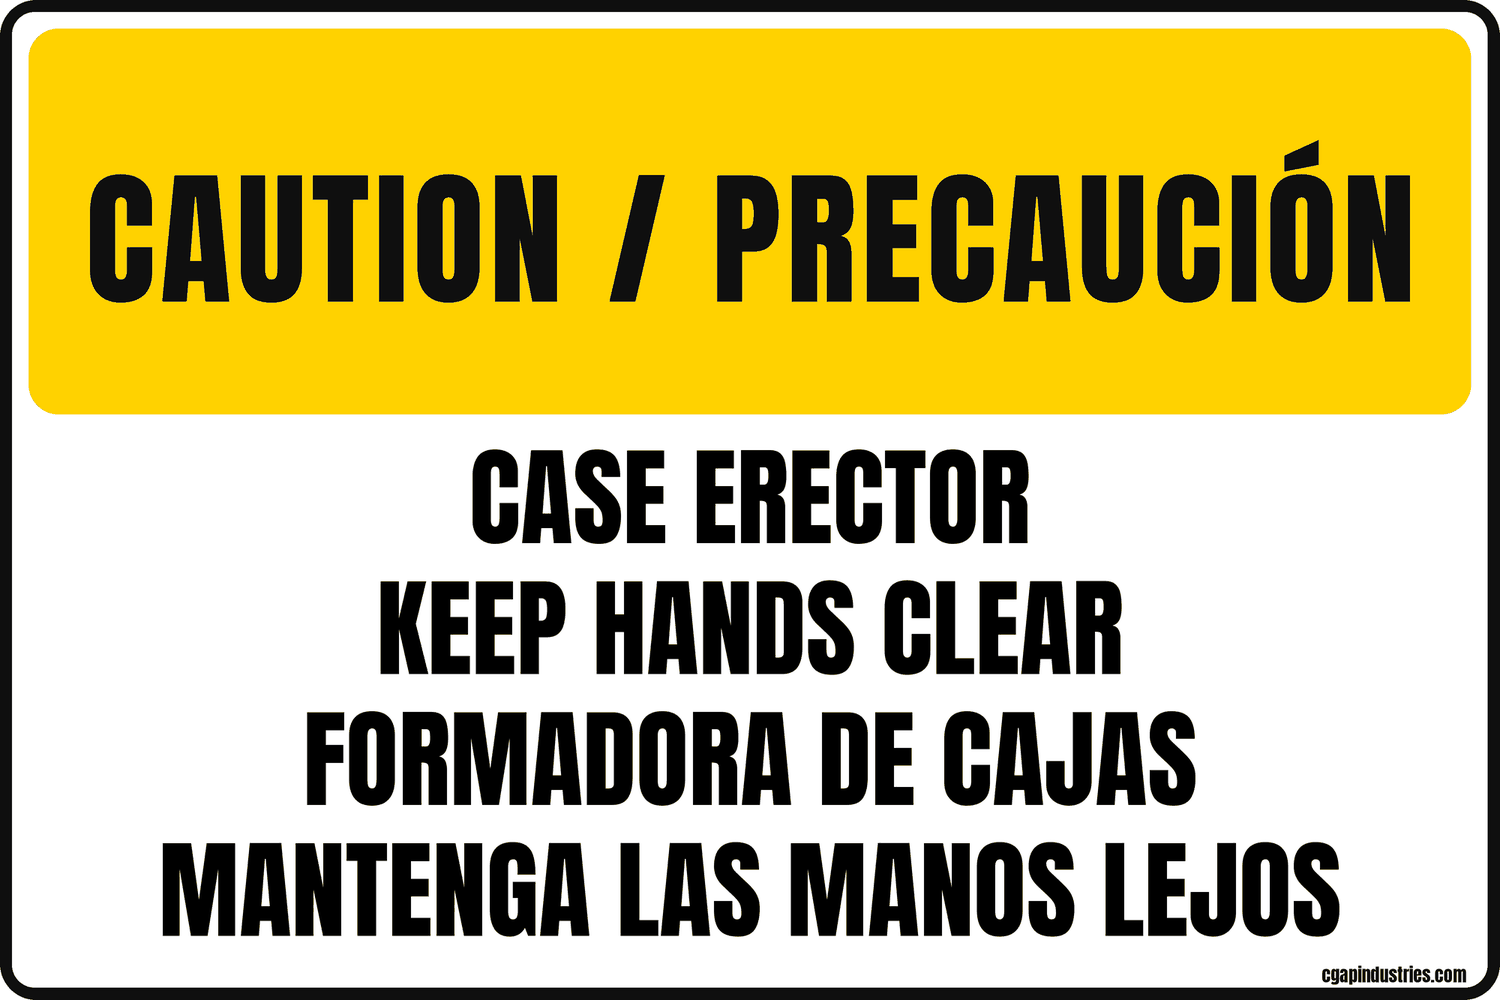 CAUTION / PRECAUCIÓN
CASE ERECTOR
KEEP HANDS CLEAR
FORMADORA DE CAJAS
MANTENGA LAS MANOS LEJOS
cgapindustries.com